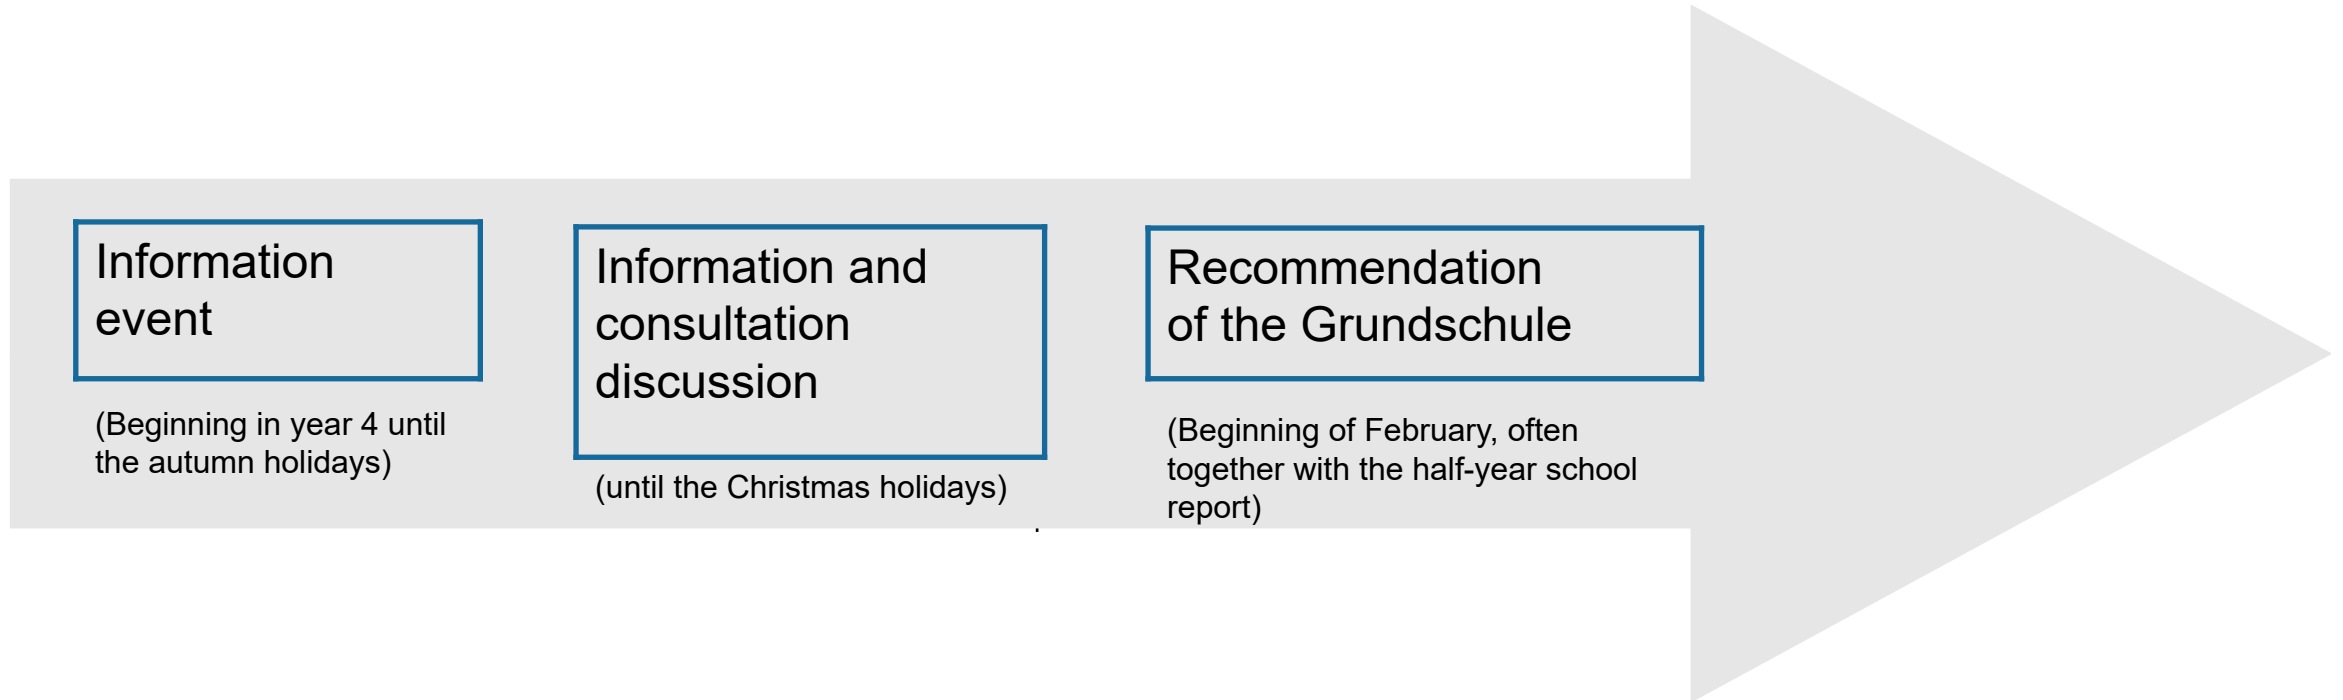 Information
event
(Beginning in year 4 until
the autumn holidays)
Information and
consultation
discussion
(until the Christmas holidays)
Recommendation
of the Grundschule
(Beginning of February, often
together with the half-year school
report)